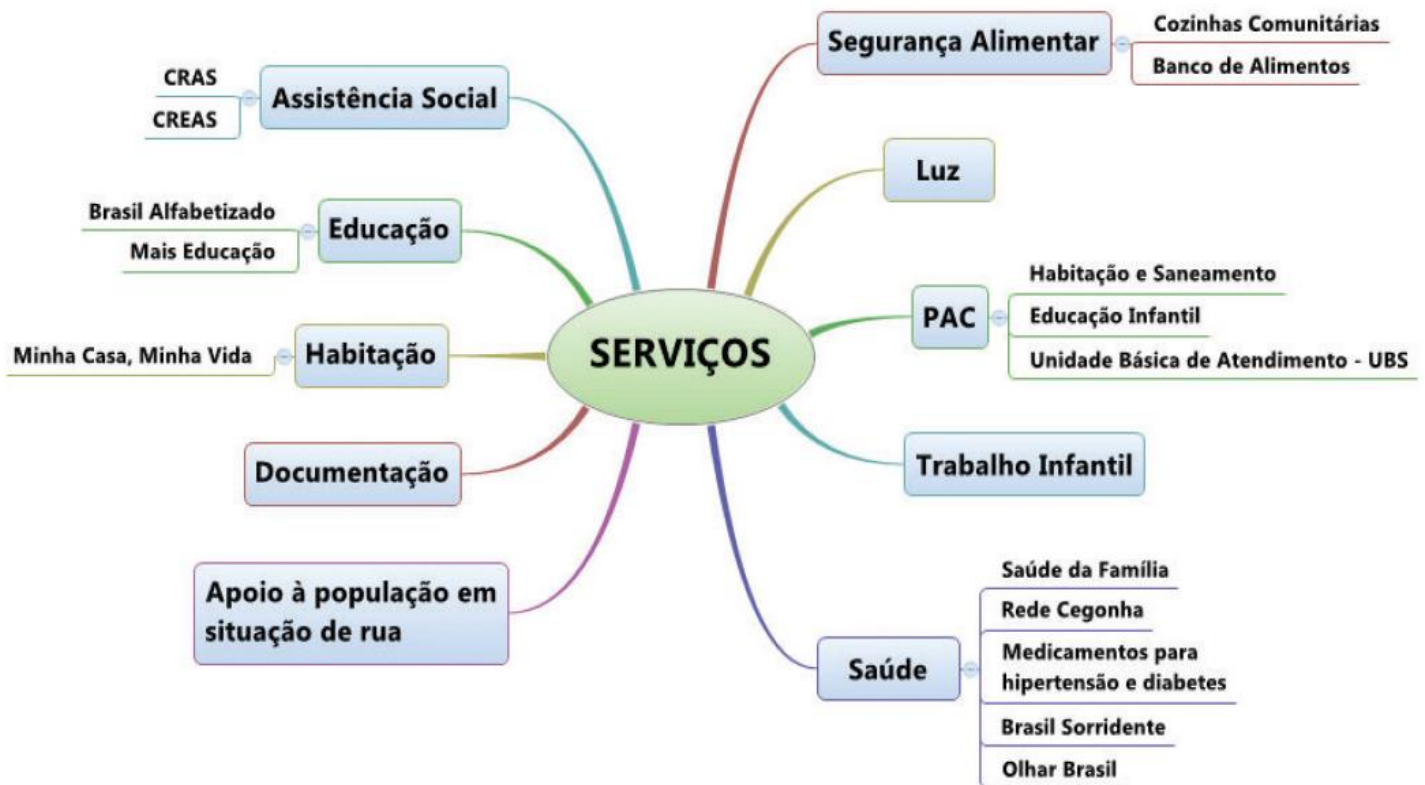 SERVIÇOS
Assistência Social
CRAS
CREAS
Educação
Brasil Alfabetizado
Mais Educação
Habitação
Minha Casa, Minha Vida
Documentação
Apoio à população em
situação de rua
Segurança Alimentar
Cozinhas Comunitárias
Banco de Alimentos
Luz
PAC
Habitação e Saneamento
Educação Infantil
Unidade Básica de Atendimento - UBS
Trabalho Infantil
Saúde
Saúde da Família
Rede Cegonha
Medicamentos para
hipertensão e diabetes
Brasil Sorridente
Olhar Brasil